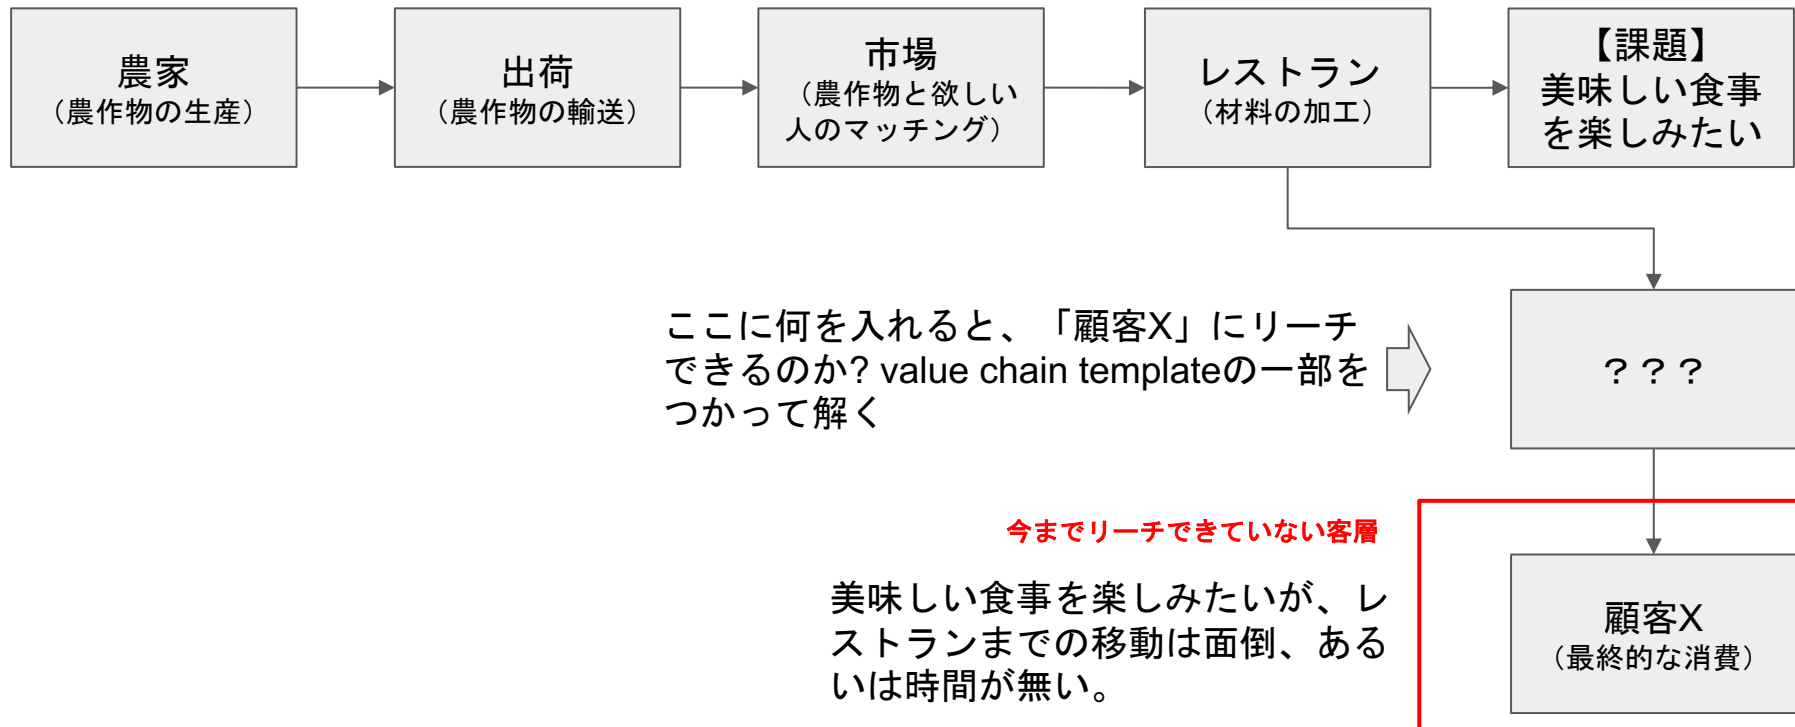 農家
（農作物の生産）
出荷
（農作物の輸送）
市場
（農作物と欲しい
人のマッチング）
レストラン
（材料の加工）
【課題】
美味しい食事
を楽しみたい
ここに何を入れると、「顧客X」にリーチ
できるのか? value chain templateの一部を
つかって解く
？？？
今までリーチできていない客層
美味しい食事を楽しみたいが、レ
ストランまでの移動は面倒、ある
いは時間が無い。
顧客X
（最終的な消費）